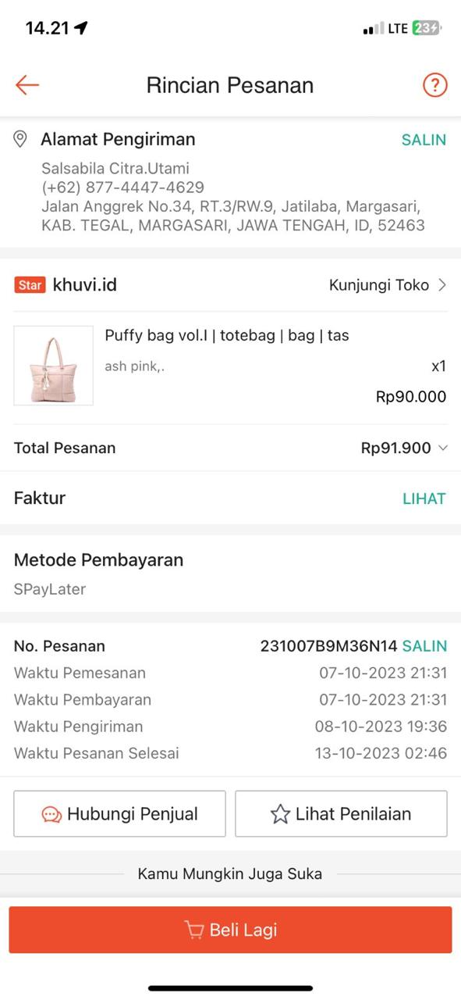 14.21
LTE 23
Rincian Pesanan
?
Alamat Pengiriman SALIN
Salsabila Citra.Utami
(+62) 877-4447-4629
Jalan Anggrek No.34, RT.3/RW.9, Jatilaba, Margasari,
KAB. TEGAL, MARGASARI, JAWA TENGAH, ID, 52463
Star khuvi.id Kunjungi Toko
Puffy bag vol.I | totebag | bag | tas
ash pink,. x1
Rp90.000
Total Pesanan Rp91.900
Faktur LIHAT
Metode Pembayaran
SPayLater
No. Pesanan 231007B9M36N14 SALIN
Waktu Pemesanan 07-10-2023 21:31
Waktu Pembayaran 07-10-2023 21:31
Waktu Pengiriman 08-10-2023 19:36
Waktu Pesanan Selesai 13-10-2023 02:46
Hubungi Penjual Lihat Penilaian
Kamu Mungkin Juga Suka
Beli Lagi